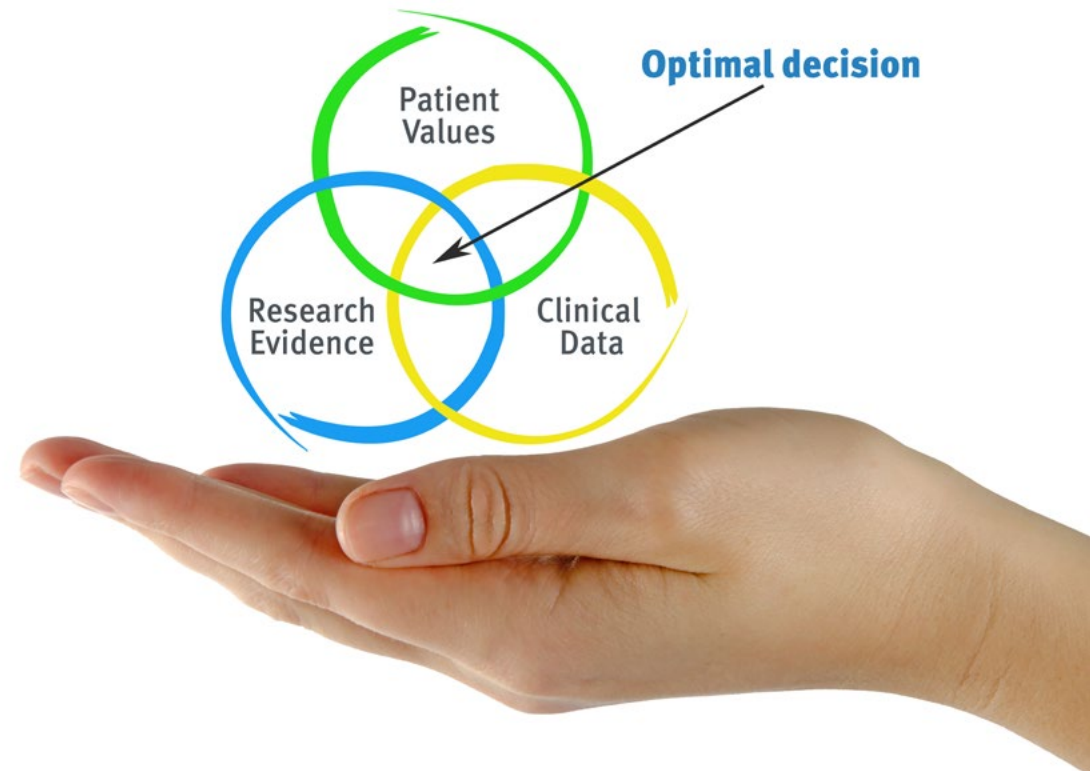 Optimal decision
Patient
Values
Research
Evidence
Clinical
Data